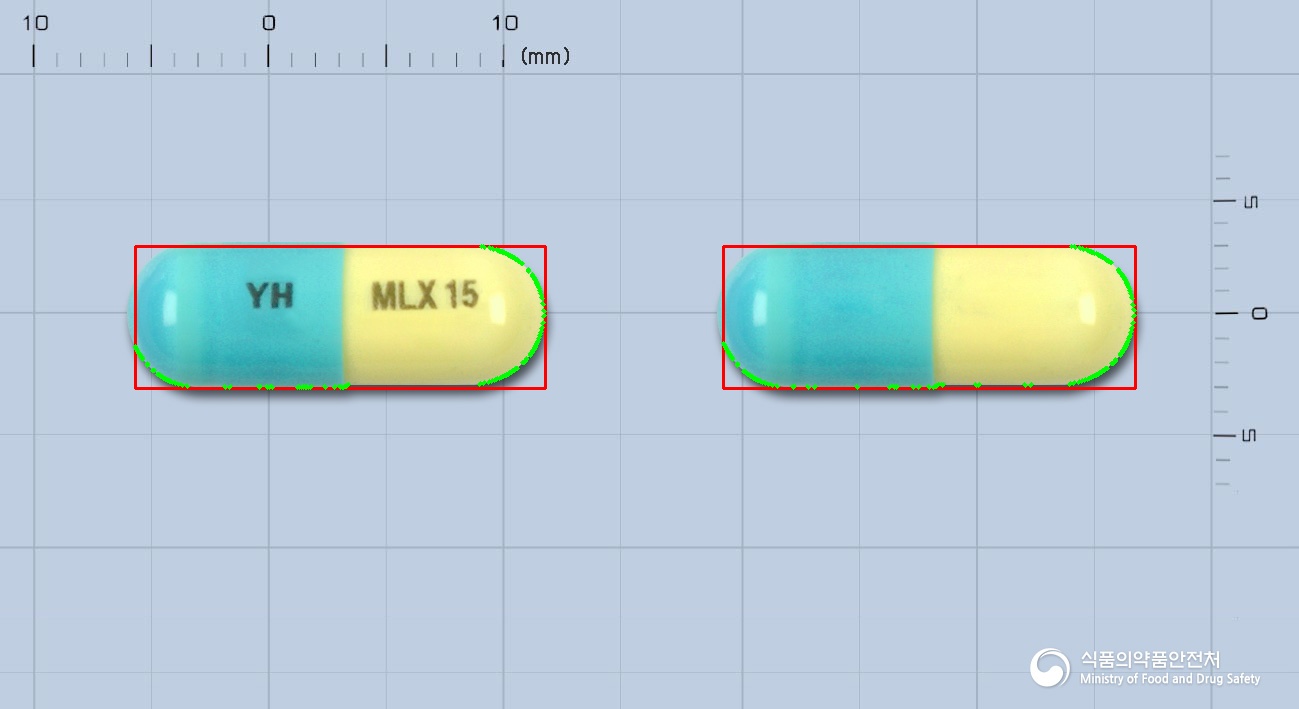 10 0 10
(mm)
5
YH MLX 15
0
5
식품의약품안전처
Ministry of Food and Drug Safety